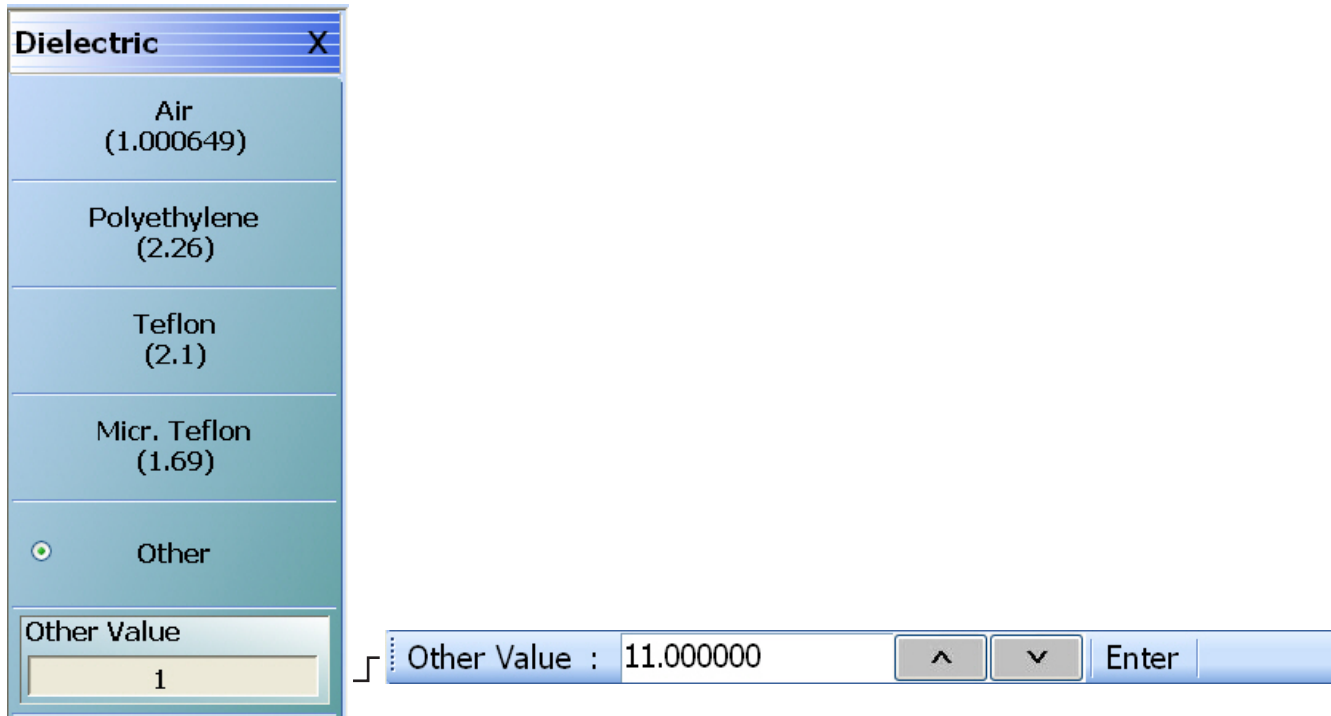 Dielectric X
Air
(1.000649)
Polyethylene
(2.26)
Teflon
(2.1)
Micr. Teflon
(1.69)
Other
Other Value
1
Other Value : 11.000000 Enter